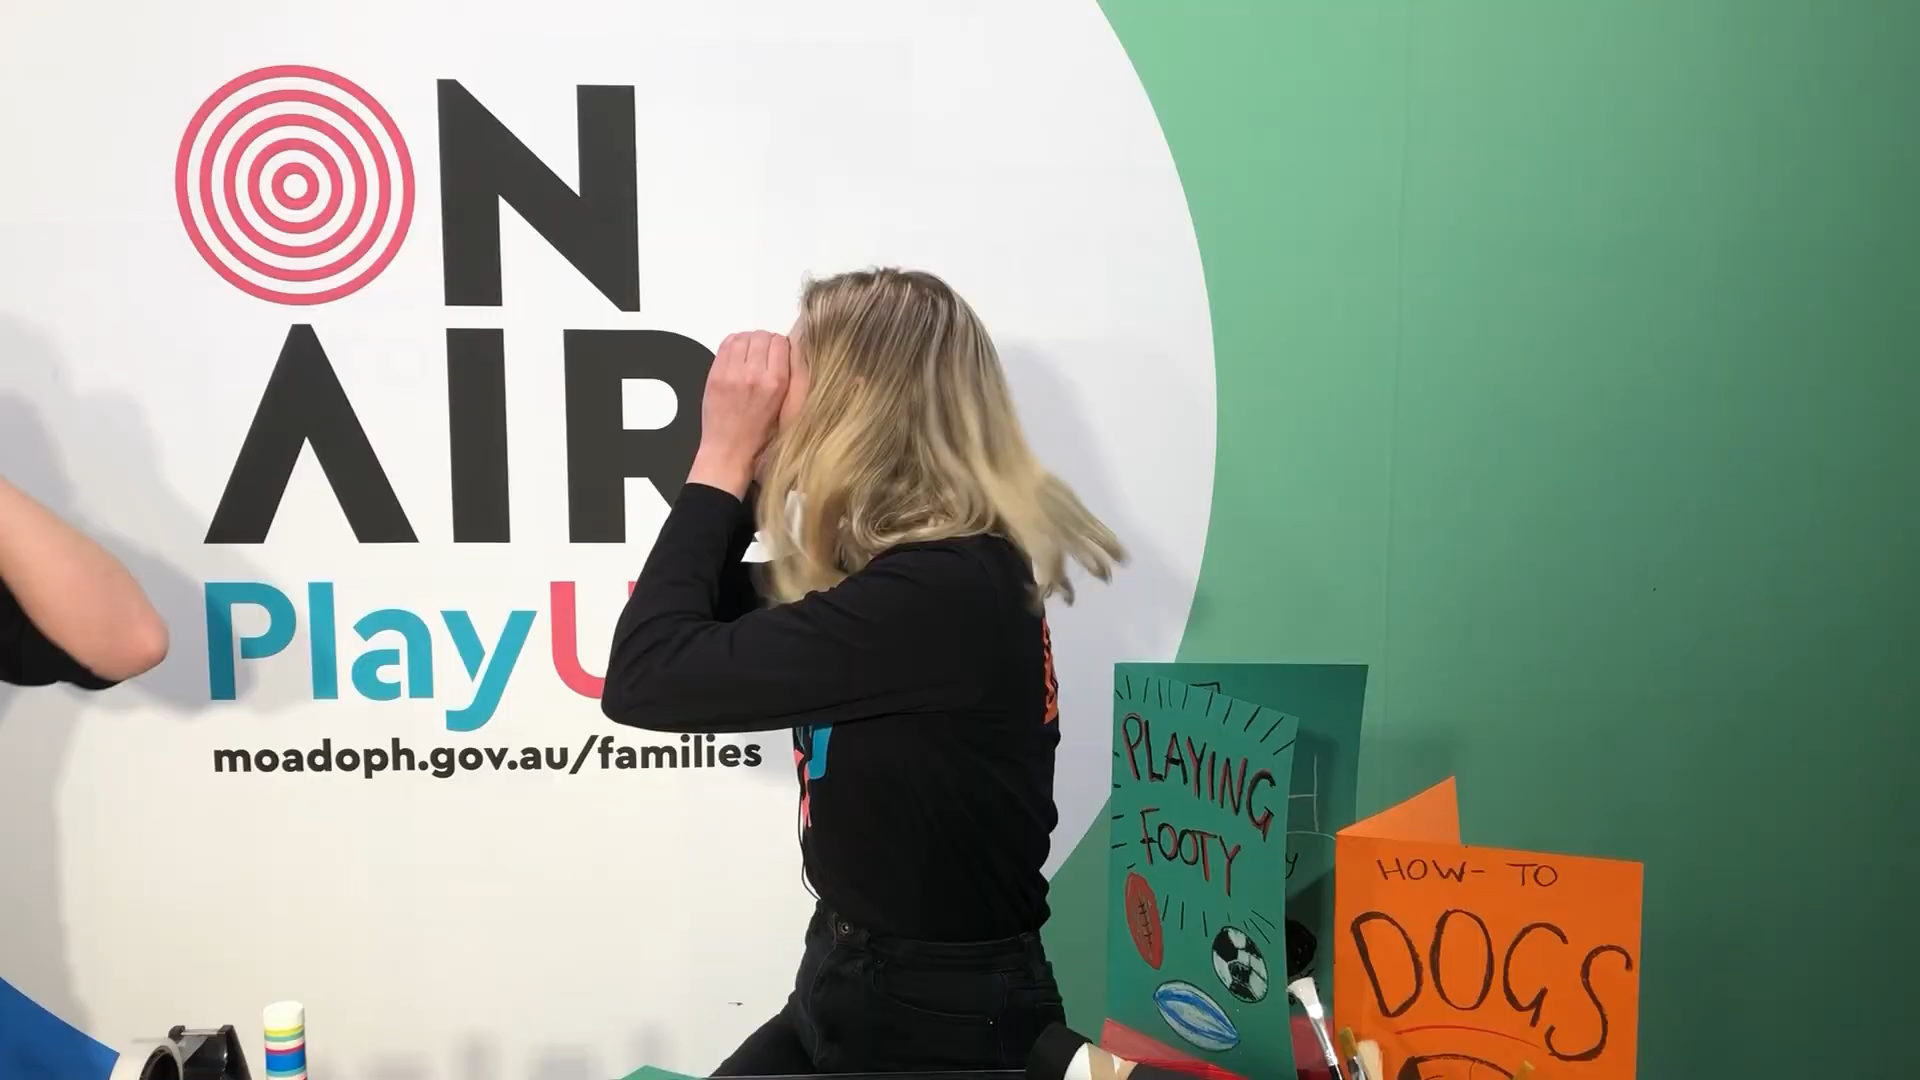 ON
AIR
PlayU
moadoph.gov.au/families
PLAYING
FOOTY
HOW- TO
DOGS